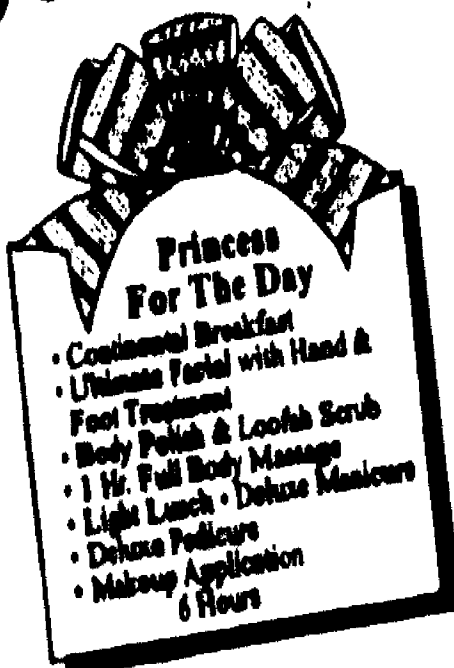 Princess
For The Day
• Continental Breakfast
• Ultimate Facial with Hand &
Foot Treatment
• Body Polish & Loofah Scrub
• 1 Hr. Full Body Massage
• Light Lunch • Deluxe Manicure
• Deluxe Pedicure
• Makeup Application
6 Hours